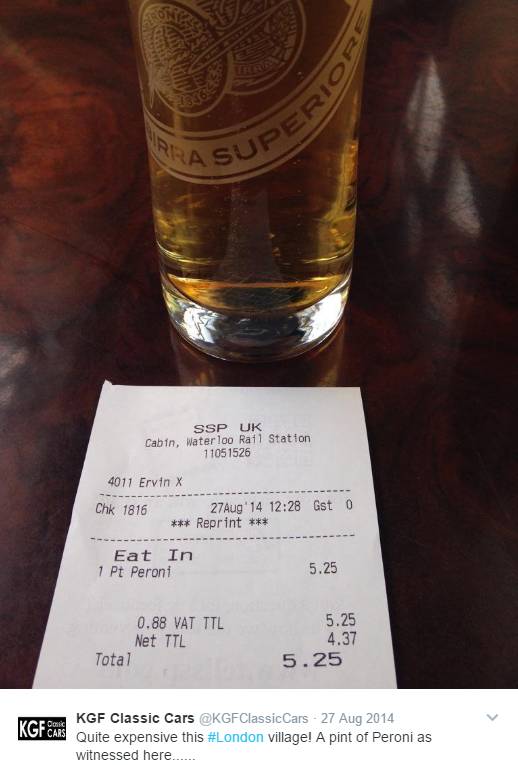 BIRRA SUPERIORE
SSP UK
Cabin, Waterloo Rail Station
11051526
4011 Ervin X
Chk 1816 27Aug'14 12:28 Gst 0
*** Reprint ***
Eat In
1 Pt Peroni 5.25
0.88 VAT TTL 5.25
Net TTL 4.37
Total 5.25
KGF Classic CARS
KGF Classic Cars @KGFClassicCars · 27 Aug 2014
Quite expensive this #London village! A pint of Peroni as
witnessed here......